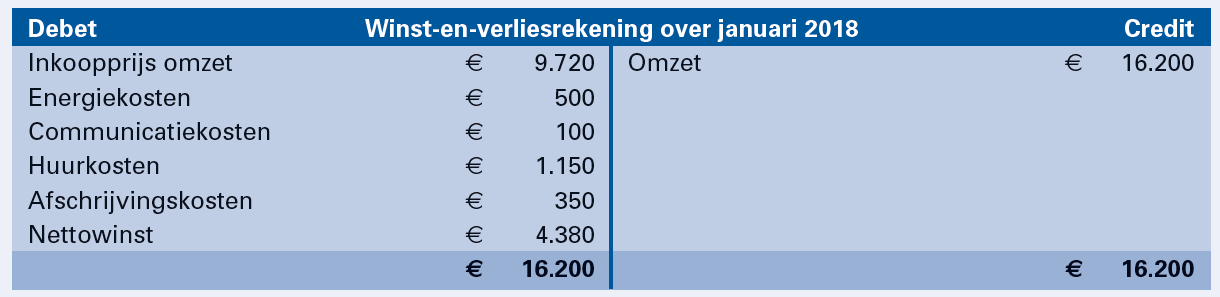 Debet Winst-en-verliesrekening over januari 2018 Credit
Inkoopprijs omzet € 9.720 Omzet € 16.200
Energiekosten € 500
Communicatiekosten € 100
Huurkosten € 1.150
Afschrijvingskosten € 350
Nettowinst € 4.380
€ 16.200 € 16.200